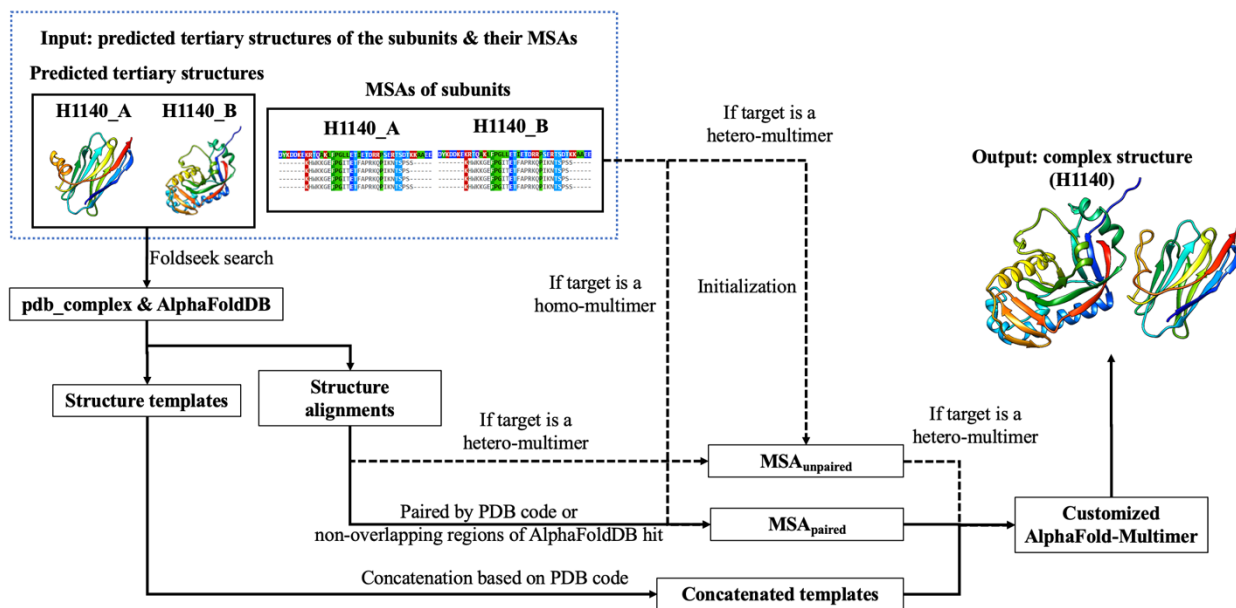 Input: predicted tertiary structures of the subunits & their MSAs
Predicted tertiary structures
H1140_A
H1140_B
MSAs of subunits
H1140_A
H1140_B
If target is a
hetero-multimer
Output: complex structure
(H1140)
Foldseek search
pdb_complex & AlphaFoldDB
If target is a
homo-multimer
Initialization
Structure templates
Structure
alignments
If target is a
hetero-multimer
If target is a
hetero-multimer
MSAunpaired
Paired by PDB code or
non-overlapping regions of AlphaFoldDB hit
MSApaired
Customized
AlphaFold-Multimer
Concatenation based on PDB code
Concatenated templates